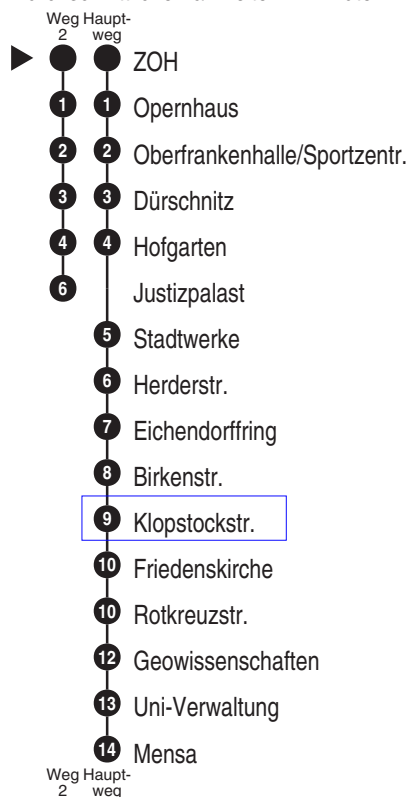 Weg Haupt-
2 weg
ZOH
1 1 Opernhaus
2 2 Oberfrankenhalle/Sportzentr.
3 3 Dürschnitz
4 4 Hofgarten
6 Justizpalast
5 Stadtwerke
6 Herderstr.
7 Eichendorffring
8 Birkenstr.
9 Klopstockstr.
10 Friedenskirche
10 Rotkreuzstr.
12 Geowissenschaften
13 Uni-Verwaltung
14 Mensa
Weg Haupt-
2 weg